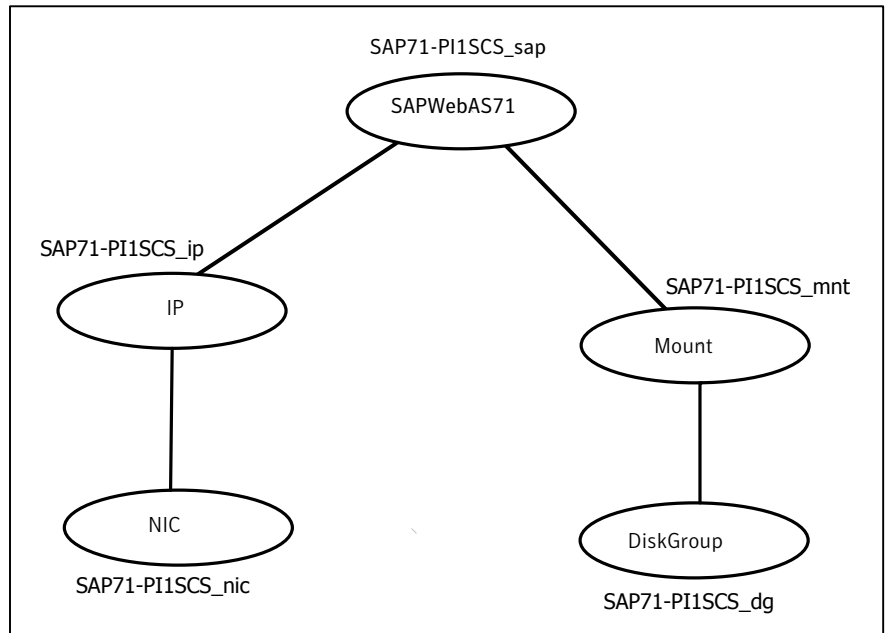 SAP71-PI1SCS_sap
SAPWebAS71
SAP71-PI1SCS_ip
IP
SAP71-PI1SCS_mnt
Mount
NIC
SAP71-PI1SCS_nic
DiskGroup
SAP71-PI1SCS_dg